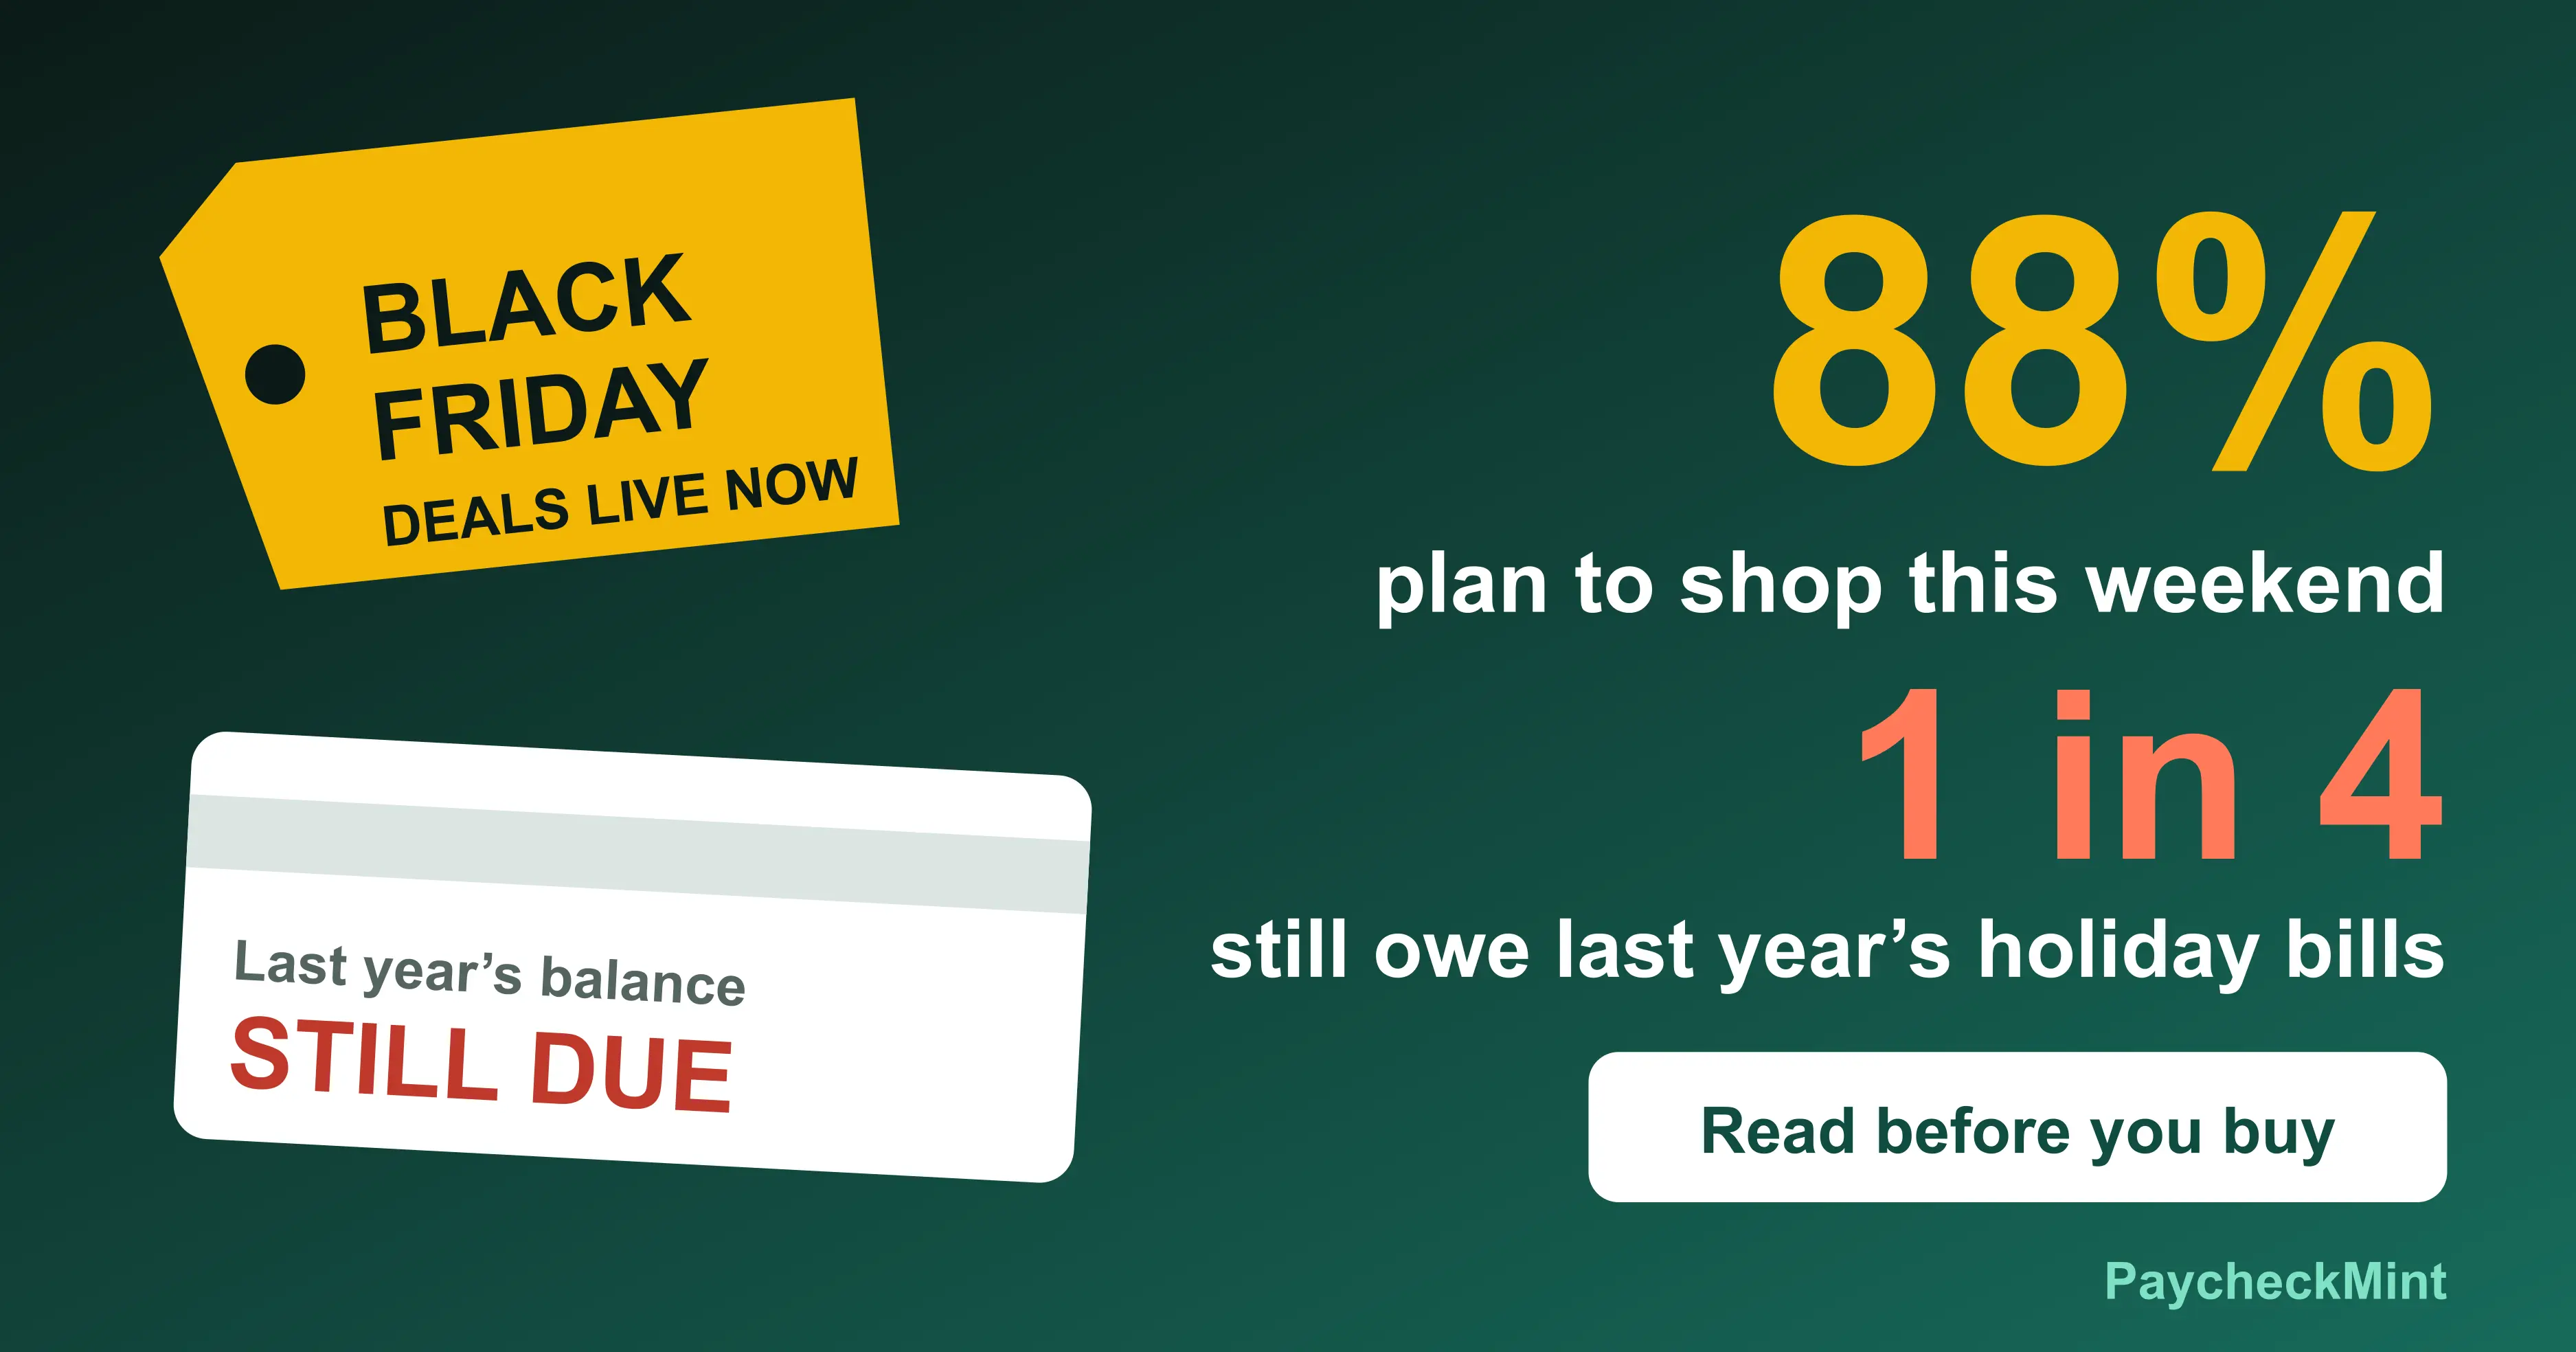 BLACK
FRIDAY
DEALS LIVE NOW
Last year’s balance
STILL DUE
88%
plan to shop this weekend
1 in 4
still owe last year’s holiday bills
Read before you buy
PaycheckMint